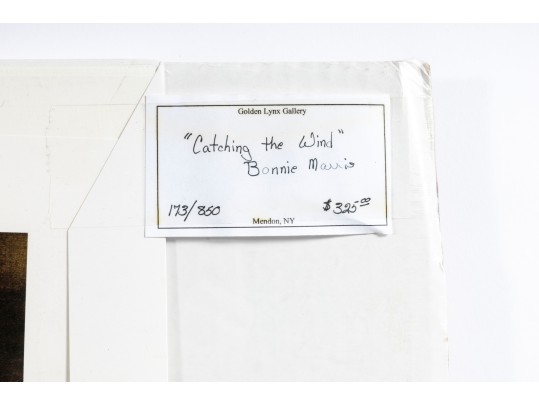 Golden Lynx Gallery
"Catching the Wind"
Bonnie Marris
173/850
$325.00
Mendon, NY